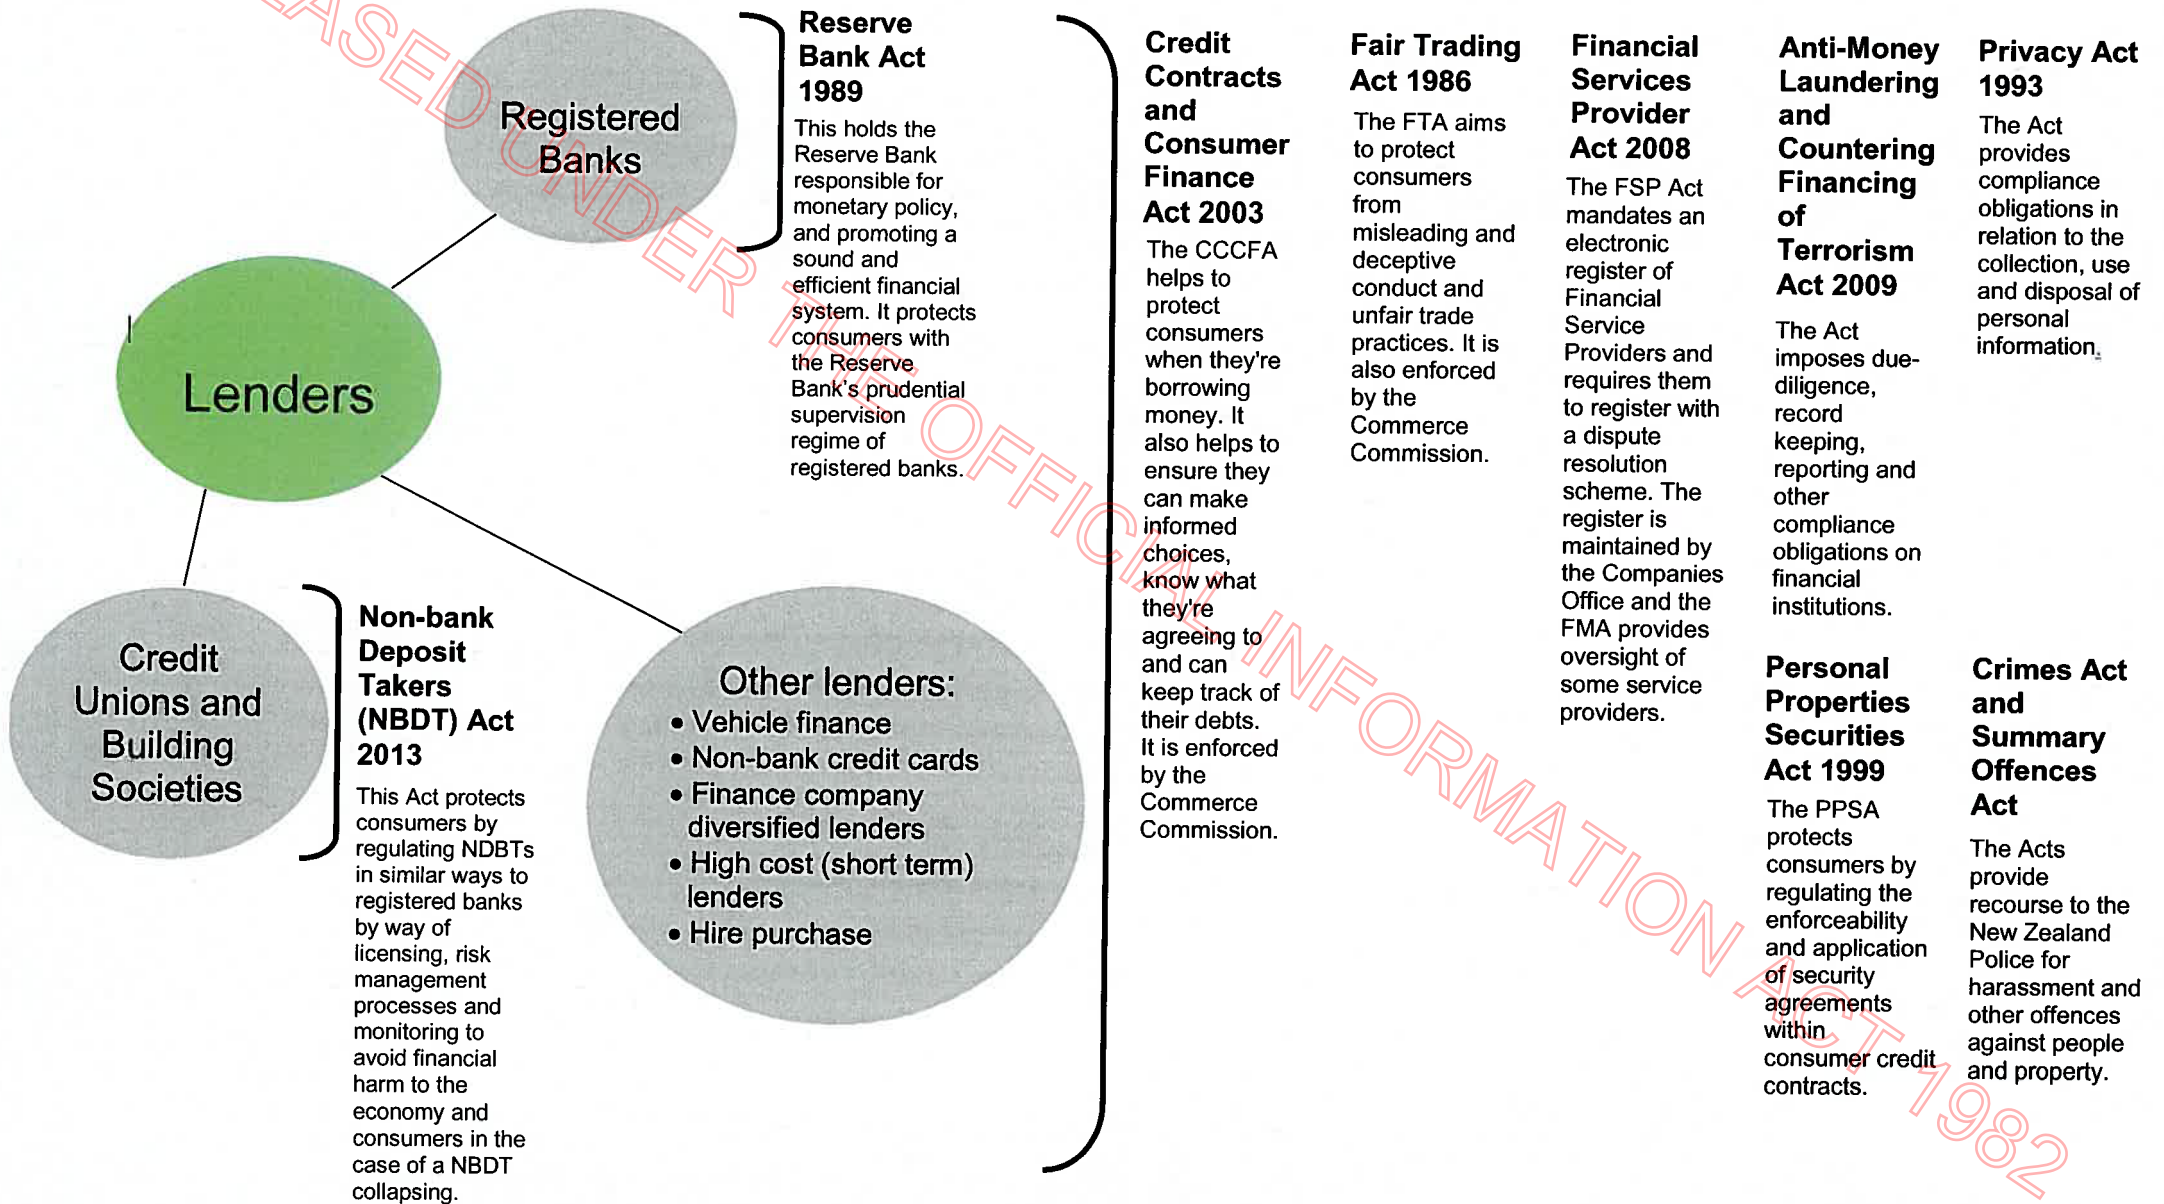 Registered
Banks
Reserve
Bank Act
1989
This holds the
Reserve Bank
responsible for
monetary policy,
and promoting a
sound and
efficient financial
system. It protects
consumers with
the Reserve
Bank's prudential
supervision
regime of
registered banks.
Lenders
Credit
Unions and
Building
Societies
Non-bank
Deposit
Takers
(NBDT) Act
2013
This Act protects
consumers by
regulating NDBTs
in similar ways to
registered banks
by way of
licensing, risk
management
processes and
monitoring to
avoid financial
harm to the
economy and
consumers in the
case of a NBDT
collapsing.
Other lenders:
• Vehicle finance
• Non-bank credit cards
• Finance company
diversified lenders
• High cost (short term)
lenders
• Hire purchase
Credit
Contracts
and
Consumer
Finance
Act 2003
The CCCFA
helps to
protect
consumers
when they're
borrowing
money. It
also helps to
ensure they
can make
informed
choices,
know what
they're
agreeing to
and can
keep track of
their debts.
It is enforced
by the
Commerce
Commission.
Fair Trading
Act 1986
The FTA aims
to protect
consumers
from
misleading and
deceptive
conduct and
unfair trade
practices. It is
also enforced
by the
Commerce
Commission.
Financial
Services
Provider
Act 2008
The FSP Act
mandates an
electronic
register of
Financial
Service
Providers and
requires them
to register with
a dispute
resolution
scheme. The
register is
maintained by
the Companies
Office and the
FMA provides
oversight of
some service
providers.
Anti-Money
Laundering
and
Countering
Financing
of
Terrorism
Act 2009
The Act
imposes due-
diligence,
record
keeping,
reporting and
other
compliance
obligations on
financial
institutions.
Privacy Act
1993
The Act
provides
compliance
obligations in
relation to the
collection, use
and disposal of
personal
information.
Personal
Properties
Securities
Act 1999
The PPSA
protects
consumers by
regulating the
enforceability
and application
of security
agreements
within
consumer credit
contracts.
Crimes Act
and
Summary
Offences
Act
The Acts
provide
recourse to the
New Zealand
Police for
harassment and
other offences
against people
and property.
EASED UNDER THE OFFICIAL INFORMATION ACT 1982